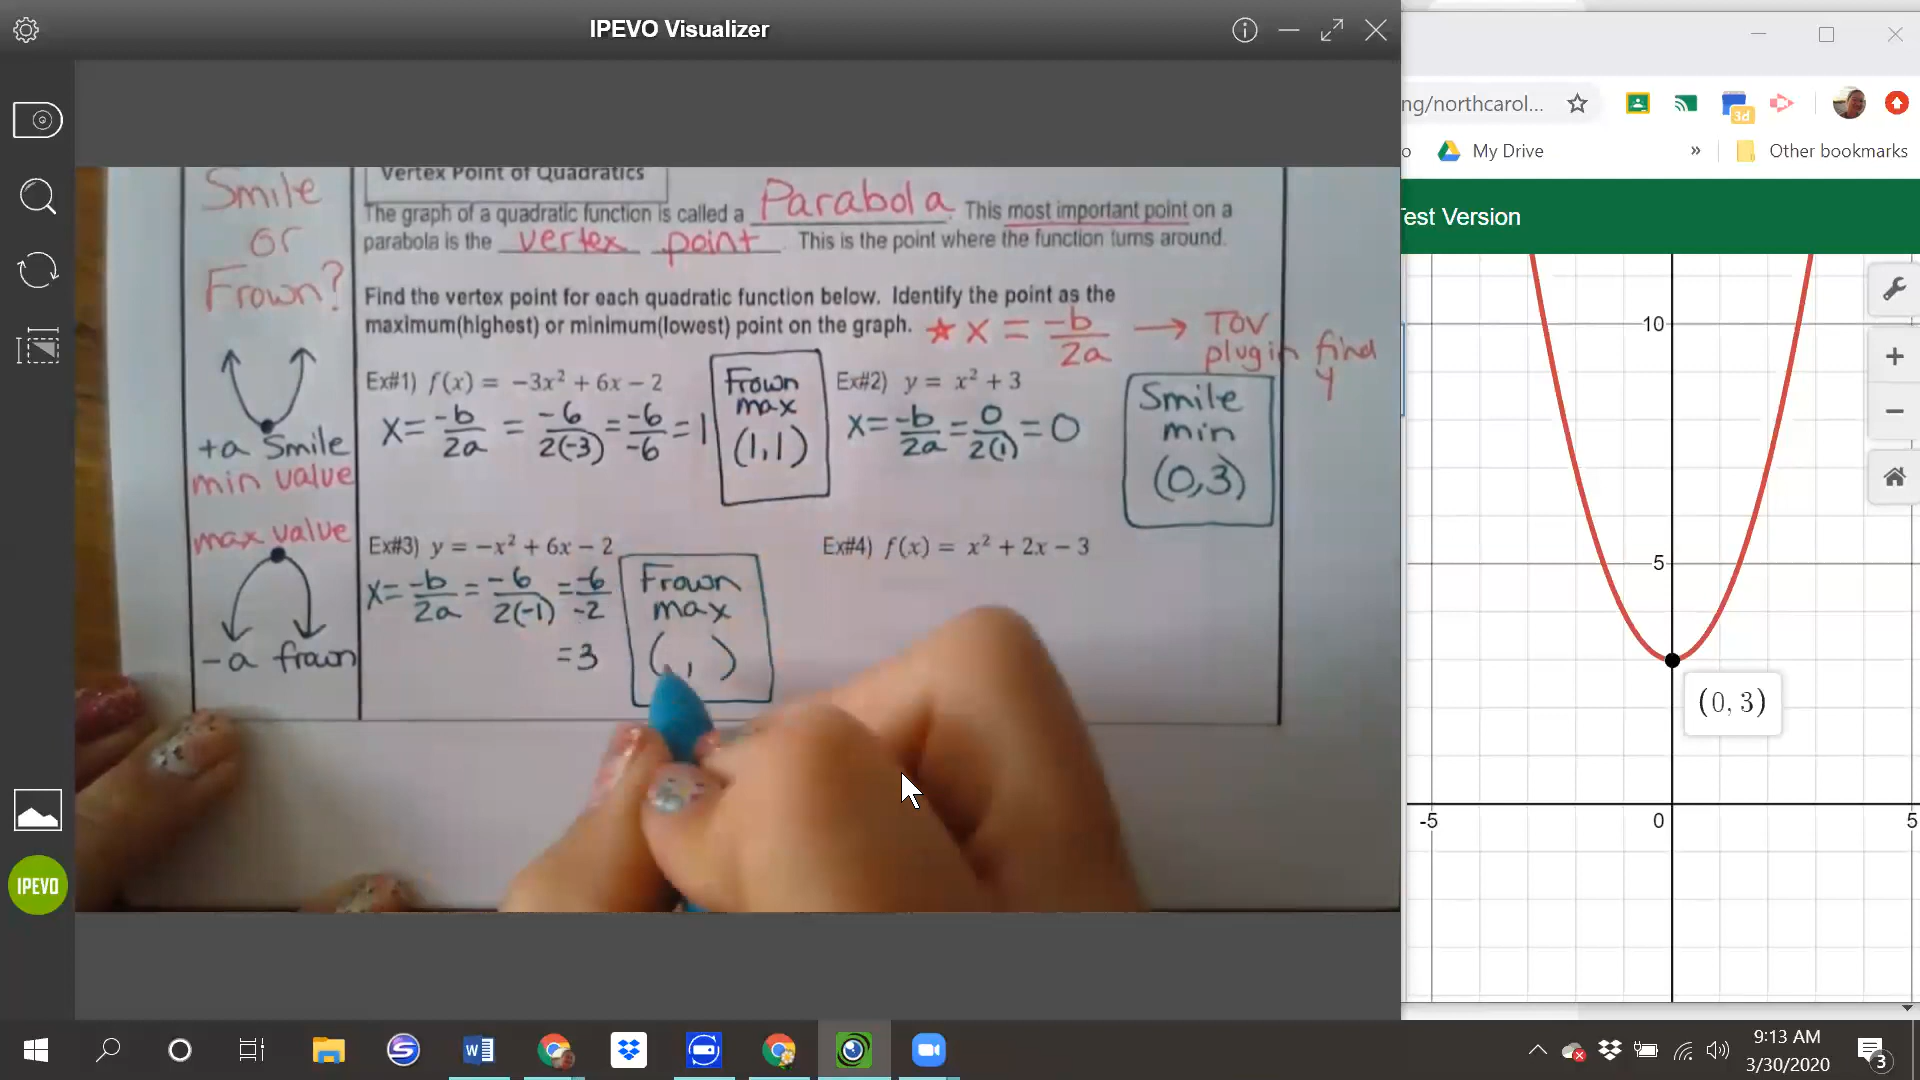 IPEVO Visualizer
ng/northcarol...
3d
My Drive
»
Other bookmarks
Test Version
Smile
or
Frown?
+a Smile
min value
max value
-a frown
Vertex Point of Quadratics
The graph of a quadratic function is called a Parabola. This most important point on a
parabola is the vertex point. This is the point where the function turns around.
Find the vertex point for each quadratic function below. Identify the point as the
maximum(highest) or minimum(lowest) point on the graph. ★ x = -b/2a → TOV
plug in find
y
Ex#1) f(x) = −3x² + 6x − 2
x = -b/2a = -6/2(-3) = -6/-6 = 1
Frown
max
(1,1)
Ex#2) y = x² + 3
x = -b/2a = 0/2(1) = 0
Smile
min
(0,3)
Ex#3) y = −x² + 6x − 2
x = -b/2a = -6/2(-1) = -6/-2
= 3
Frown
max
( , )
Ex#4) f(x) = x² + 2x − 3
10
5
(0, 3)
-5
0
5
IPEVO
9:13 AM
3/30/2020
3